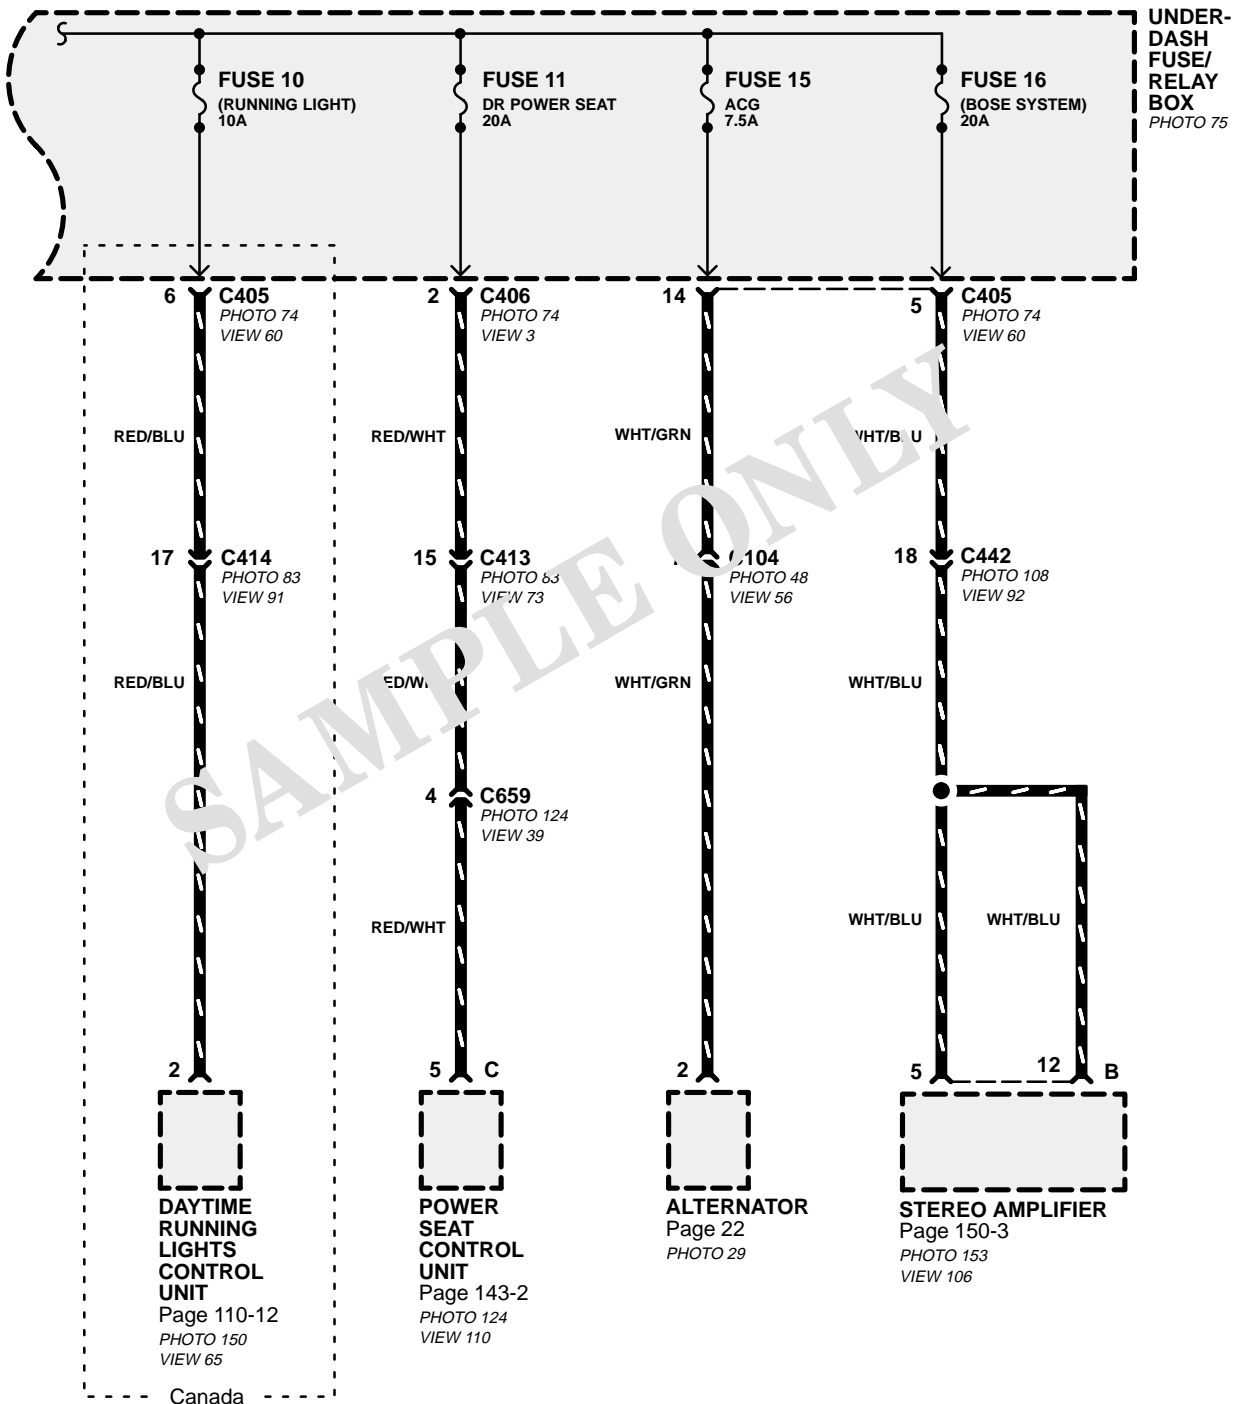 UNDER-
DASH
FUSE/
RELAY
BOX
PHOTO 75
FUSE 10
(RUNNING LIGHT)
10A
FUSE 11
DR POWER SEAT
20A
FUSE 15
ACG
7.5A
FUSE 16
(BOSE SYSTEM)
20A
6 C405
PHOTO 74
VIEW 60
2 C406
PHOTO 74
VIEW 3
14
5 C405
PHOTO 74
VIEW 60
RED/BLU
RED/WHT
WHT/GRN
WHT/BLU
17 C414
PHOTO 83
VIEW 91
15 C413
PHOTO 83
VIEW 73
C104
PHOTO 48
VIEW 56
18 C442
PHOTO 108
VIEW 92
RED/BLU
WHT/GRN
WHT/BLU
SAMPLE ONLY
4 C659
PHOTO 124
VIEW 39
RED/WHT
WHT/BLU
WHT/BLU
2
5 C
2
5
12 B
DAYTIME
RUNNING
LIGHTS
CONTROL
UNIT
Page 110-12
PHOTO 150
VIEW 65
POWER
SEAT
CONTROL
UNIT
Page 143-2
PHOTO 124
VIEW 110
ALTERNATOR
Page 22
PHOTO 29
STEREO AMPLIFIER
Page 150-3
PHOTO 153
VIEW 106
Canada